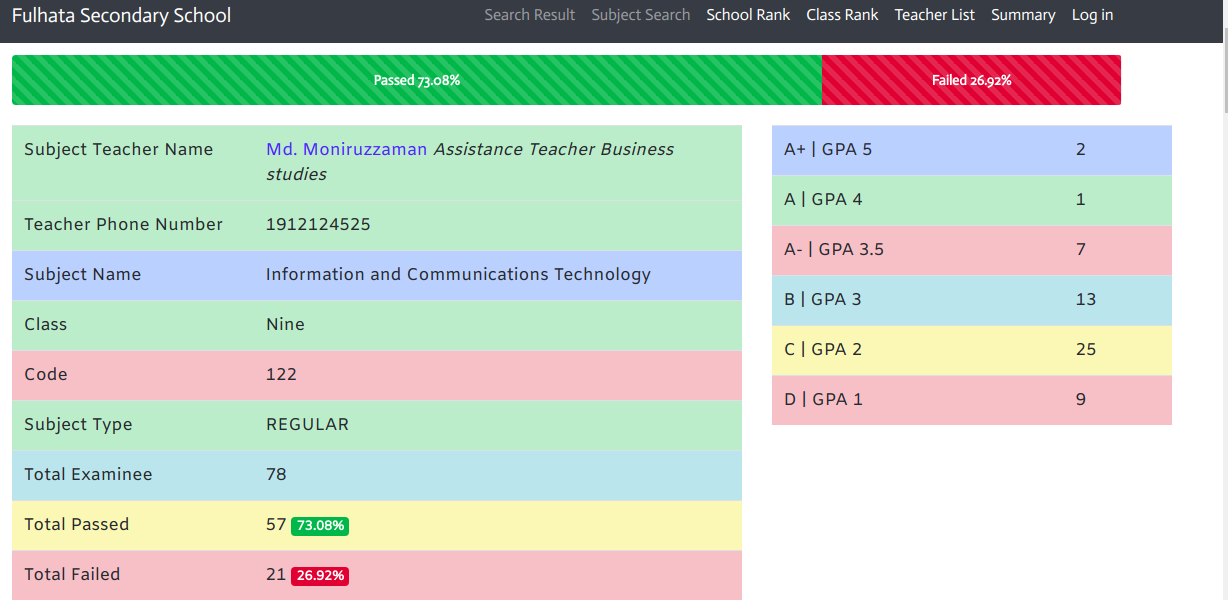 Fulhata Secondary School Search Result Subject Search School Rank Class Rank Teacher List Summary Log in
Passed 73.08% Failed 26.92%
Subject Teacher Name Md. Moniruzzaman Assistance Teacher Business
studies
Teacher Phone Number 1912124525
Subject Name Information and Communications Technology
Class Nine
Code 122
Subject Type REGULAR
Total Examinee 78
Total Passed 57 73.08%
Total Failed 21 26.92%
A+ | GPA 5 2
A | GPA 4 1
A- | GPA 3.5 7
B | GPA 3 13
C | GPA 2 25
D | GPA 1 9